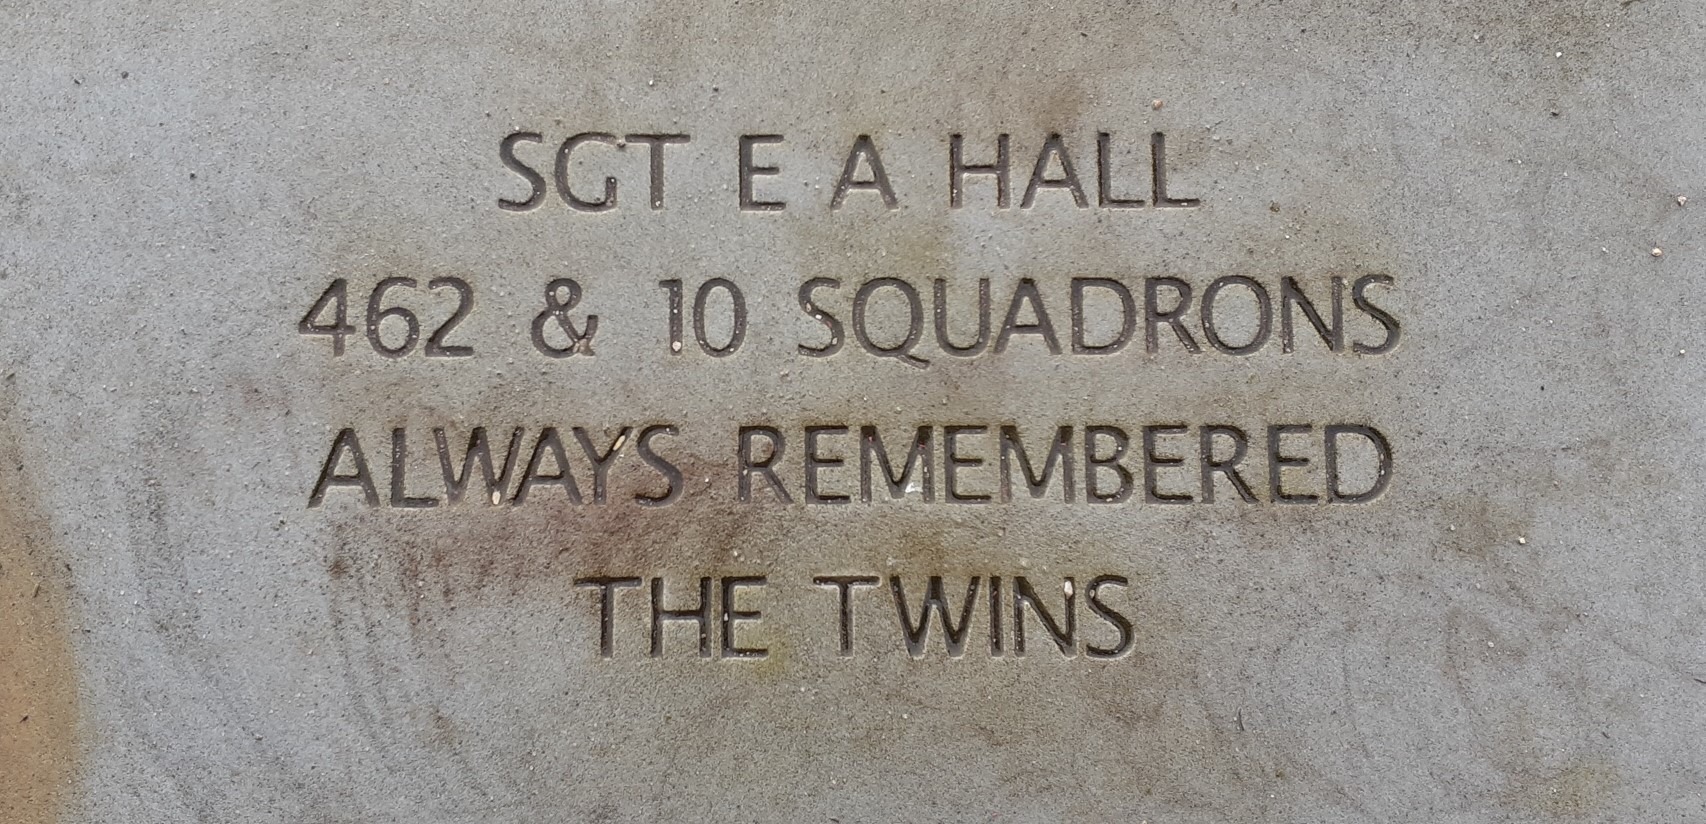 SGT E A HALL
462 & 10 SQUADRONS
ALWAYS REMEMBERED
THE TWINS